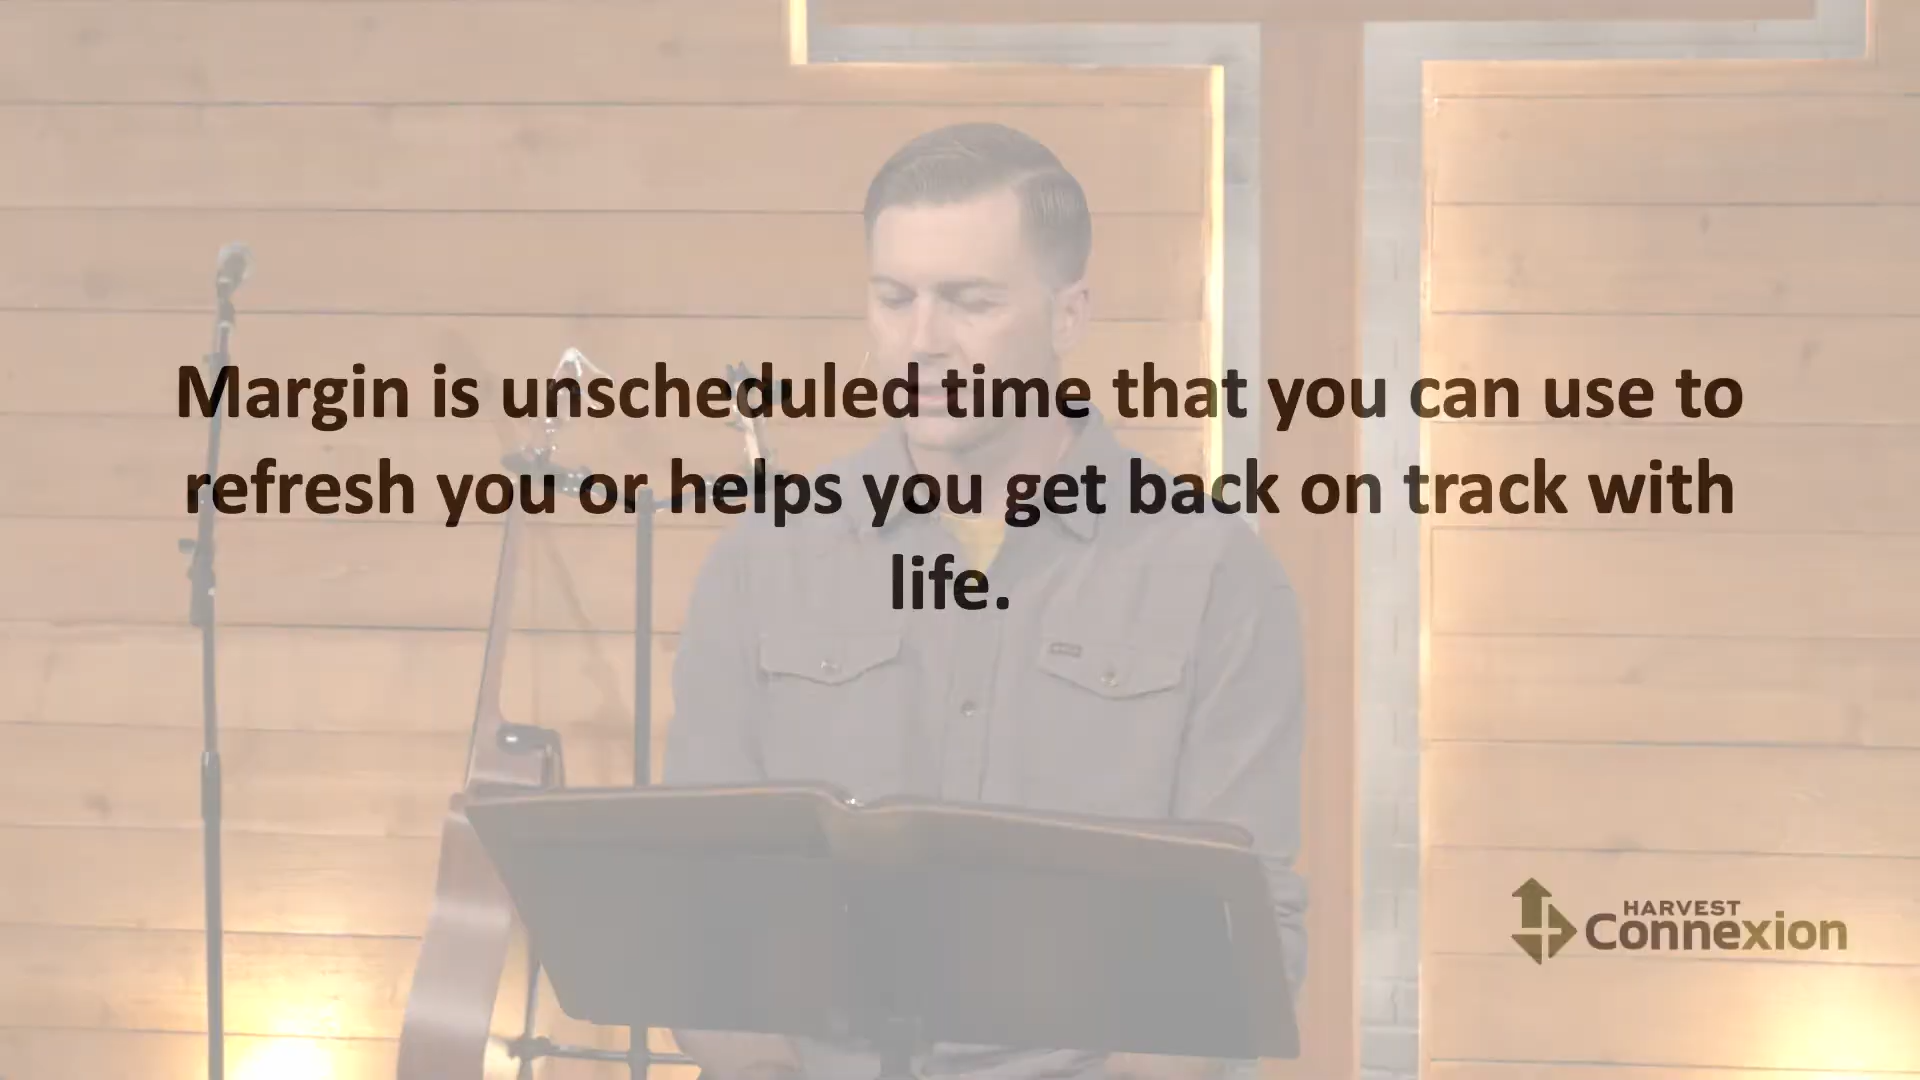 Margin is unscheduled time that you can use to
refresh you or helps you get back on track with
life.
HARVEST
Connexion